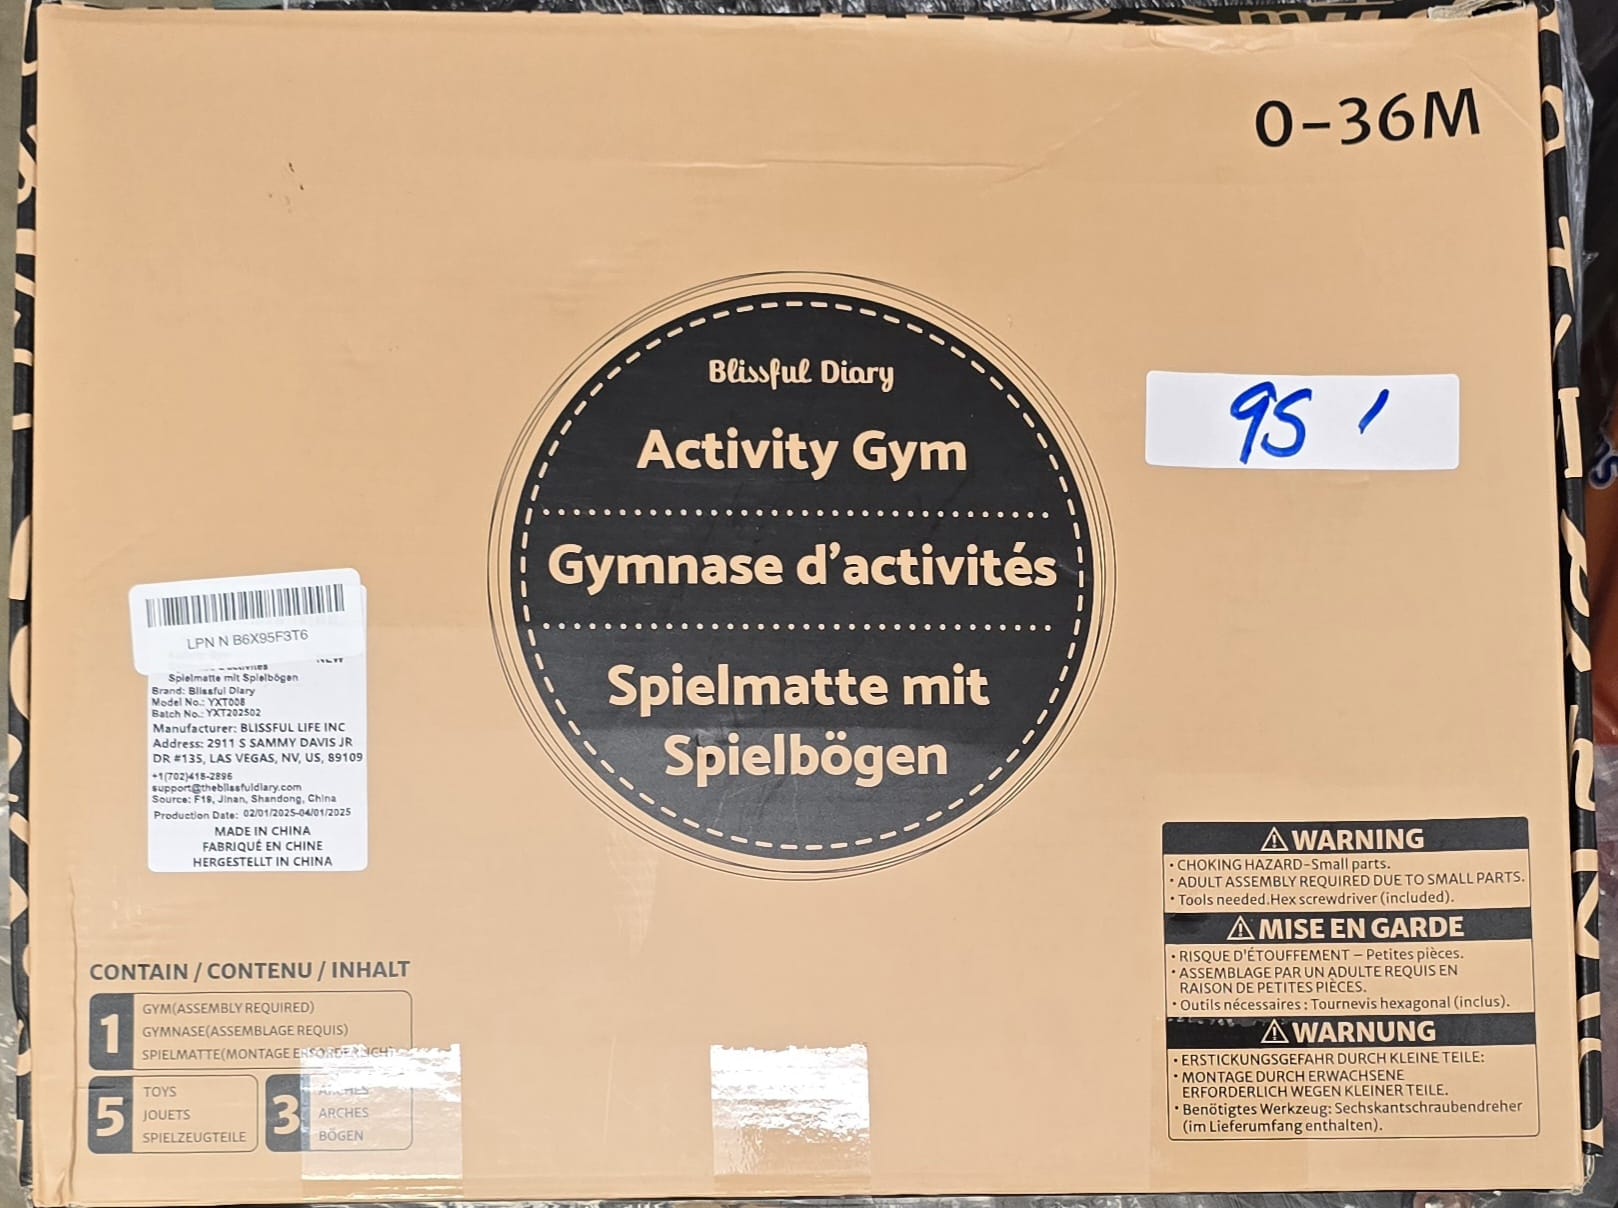 0-36M
Blissful Diary
Activity Gym
Gymnase d'activités
Spielmatte mit
Spielbögen
95 '
LPN N B6X95F3T6
NEW
Spielmatte mit Spielbögen
Brand: Blissful Diary
Model No.: YXT008
Batch No.: YXT202502
Manufacturer: BLISSFUL LIFE INC
Address: 2911 S SAMMY DAVIS JR
DR #135, LAS VEGAS, NV, US, 89109
+1(702)418-2896
support@theblissfuldiary.com
Source: F19, Jinan, Shandong, China
Production Date: 02/01/2025-04/01/2025
MADE IN CHINA
FABRIQUÉ EN CHINE
HERGESTELLT IN CHINA
CONTAIN / CONTENU / INHALT
1
GYM(ASSEMBLY REQUIRED)
GYMNASE(ASSEMBLAGE REQUIS)
SPIELMATTE(MONTAGE ERFORDERLICH)
5
TOYS
JOUETS
SPIELZEUGTEILE
3
ARCHES
ARCHES
BÖGEN
⚠ WARNING
• CHOKING HAZARD-Small parts.
• ADULT ASSEMBLY REQUIRED DUE TO SMALL PARTS.
• Tools needed.Hex screwdriver (included).
⚠ MISE EN GARDE
• RISQUE D'ÉTOUFFEMENT – Petites pièces.
• ASSEMBLAGE PAR UN ADULTE REQUIS EN
RAISON DE PETITES PIÈCES.
• Outils nécessaires : Tournevis hexagonal (inclus).
⚠ WARNUNG
• ERSTICKUNGSGEFAHR DURCH KLEINE TEILE:
• MONTAGE DURCH ERWACHSENE
ERFORDERLICH WEGEN KLEINER TEILE.
• Benötigtes Werkzeug: Sechskantschraubendreher
(im Lieferumfang enthalten).